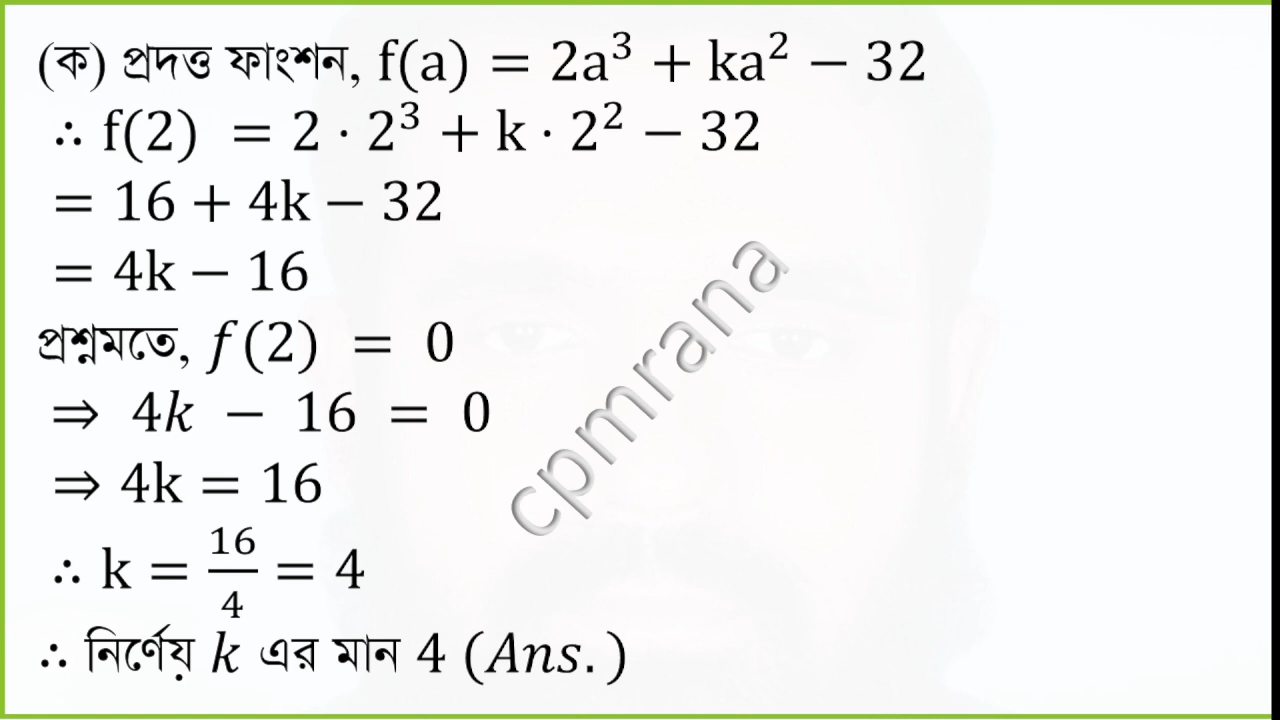 (ক) প্রদত্ত ফাংশন, f(a) = 2a³ + ka² − 32
∴ f(2) = 2 · 2³ + k · 2² − 32
= 16 + 4k − 32
= 4k − 16
প্রশ্নমতে, f(2) = 0
⇒ 4k − 16 = 0
⇒ 4k = 16
∴ k = 16/4 = 4
∴ নির্ণেয় k এর মান 4 (Ans.)
cpmrana